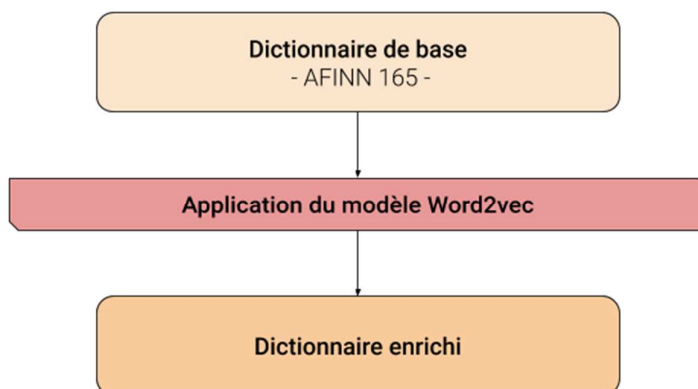 Dictionnaire de base
- AFINN 165 -
Application du modèle Word2vec
Dictionnaire enrichi